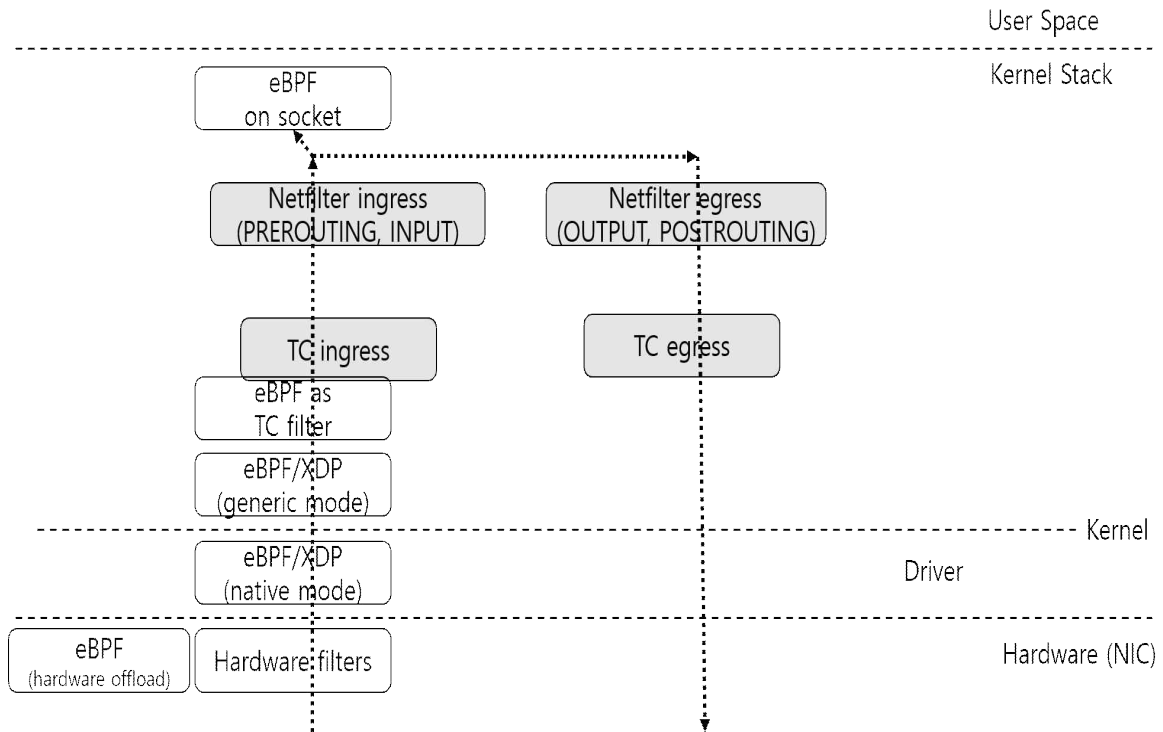 User Space
Kernel Stack
eBPF
on socket
Netfilter ingress
(PREROUTING, INPUT)
Netfilter egress
(OUTPUT, POSTROUTING)
TC ingress
TC egress
eBPF as
TC filter
eBPF/XDP
(generic mode)
Kernel
eBPF/XDP
(native mode)
Driver
eBPF
(hardware offload)
Hardware filters
Hardware (NIC)